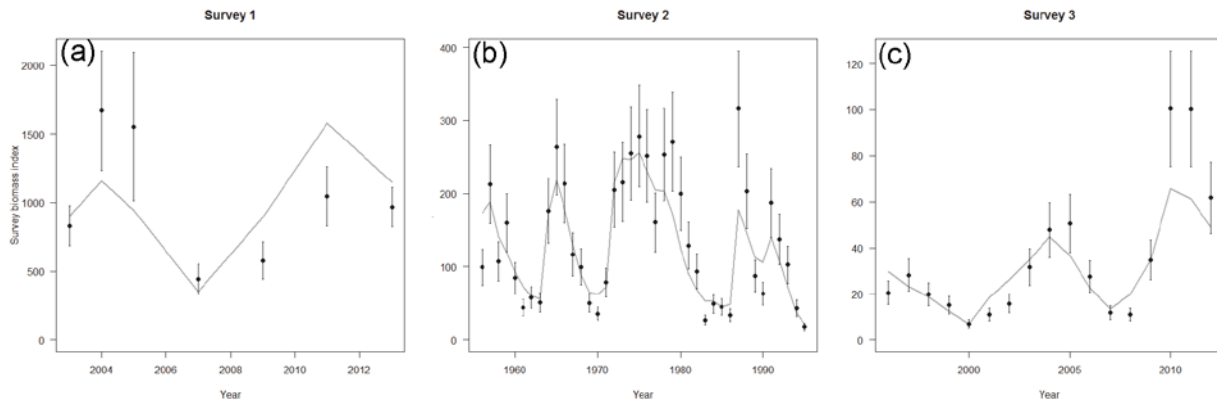 Survey 1
(a)
Survey biomass index
2000
1500
1000
500
0
2004 2006 2008 2010 2012
Year
Survey 2
(b)
400
300
200
100
0
1960 1970 1980 1990
Year
Survey 3
(c)
120
100
80
60
40
20
0
2000 2005 2010
Year